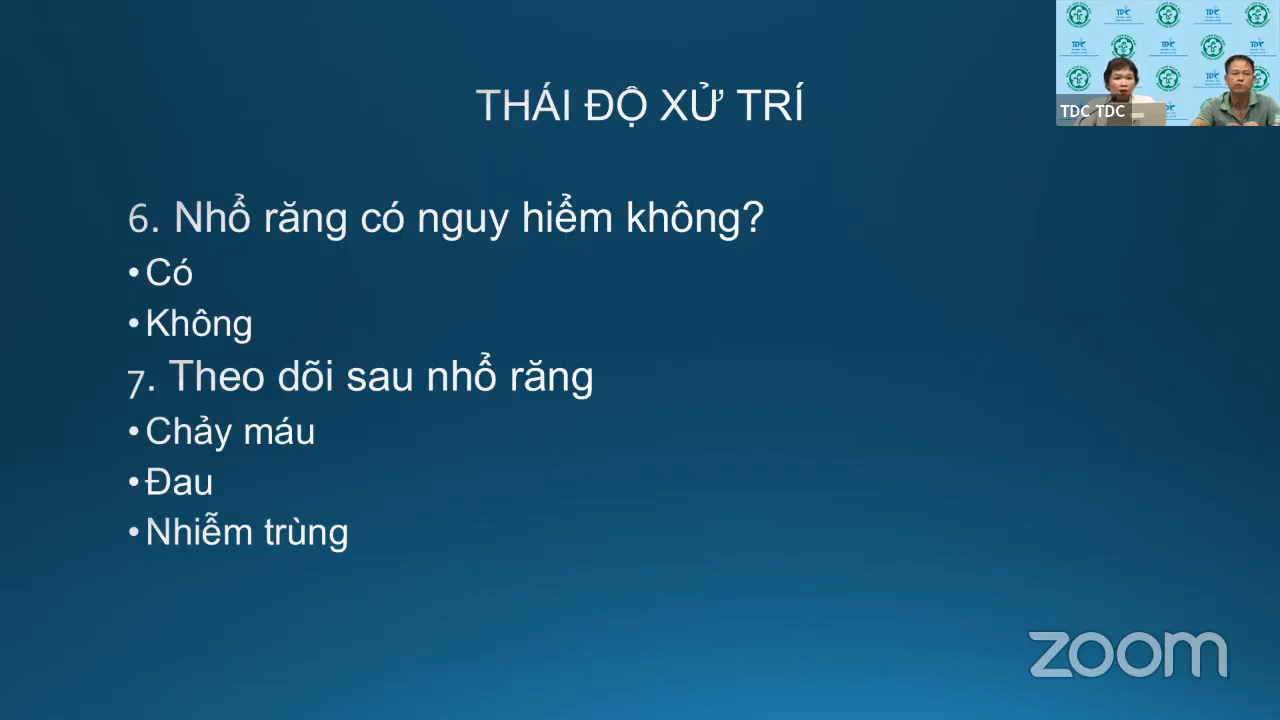 THÁI ĐỘ XỬ TRÍ
TDC TDC
6. Nhổ răng có nguy hiểm không?
•Có
•Không
7. Theo dõi sau nhổ răng
•Chảy máu
•Đau
•Nhiễm trùng
zoom